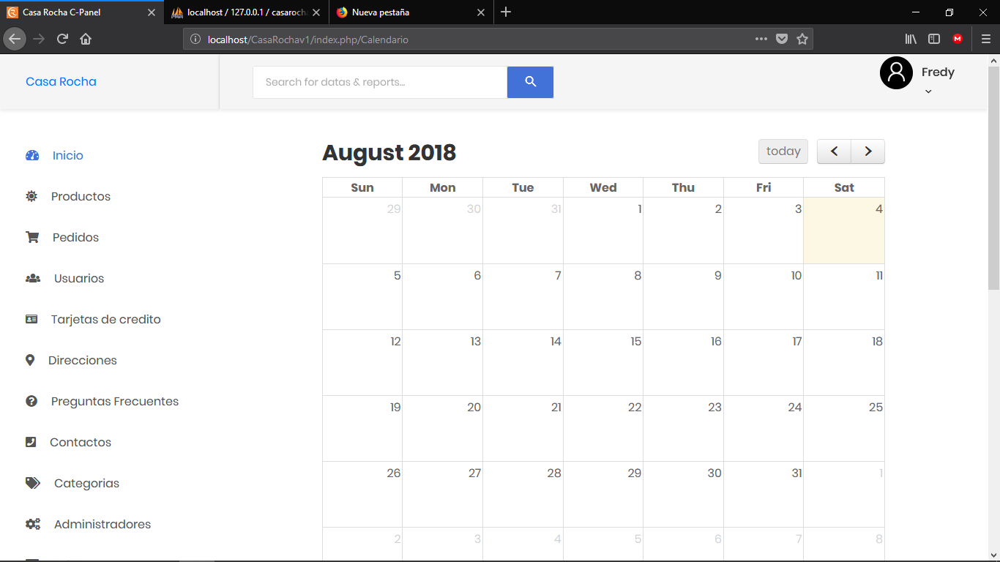 Casa Rocha C-Panel
localhost / 127.0.0.1 / casarocha
Nueva pestaña
localhost/CasaRochav1/index.php/Calendario
Casa Rocha
Search for datas & reports...
Fredy
Inicio
Productos
Pedidos
Usuarios
Tarjetas de credito
Direcciones
Preguntas Frecuentes
Contactos
Categorias
Administradores
August 2018
today
Sun Mon Tue Wed Thu Fri Sat
29 30 31 1 2 3 4
5 6 7 8 9 10 11
12 13 14 15 16 17 18
19 20 21 22 23 24 25
26 27 28 29 30 31 1
2 3 4 5 6 7 8